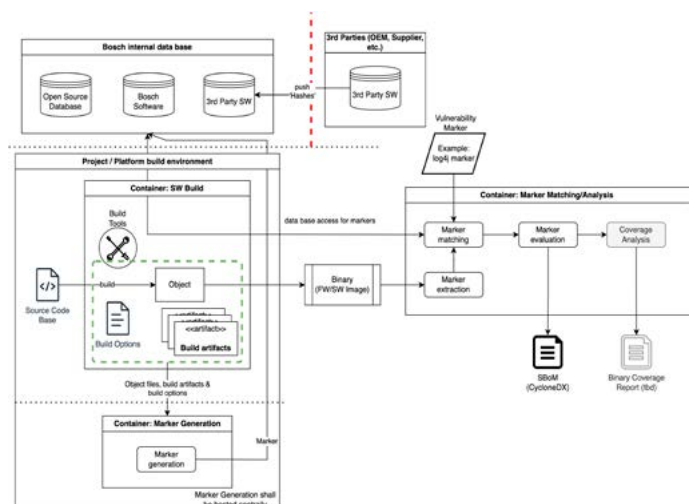 Bosch internal data base
Open Source
Database
Bosch
Software
3rd Party SW
3rd Parties (OEM, Supplier,
etc.)
push
'Hashes'
3rd Party SW
Vulnerability
Marker
Example:
log4j marker
Project / Platform build environment
Container: SW Build
Build
Tools
data base access for markers
Container: Marker Matching/Analysis
Marker
matching
Marker
evaluation
Coverage
Analysis
Source Code
Base
build
Object
Binary
(FW/SW Image)
Marker
extraction
Build Options
<<artifact>>
Build artifacts
Object files, build artifacts &
build options
SBoM
(CycloneDX)
Binary Coverage
Report (tbd)
Container: Marker Generation
Marker
generation
Marker
Marker Generation shall